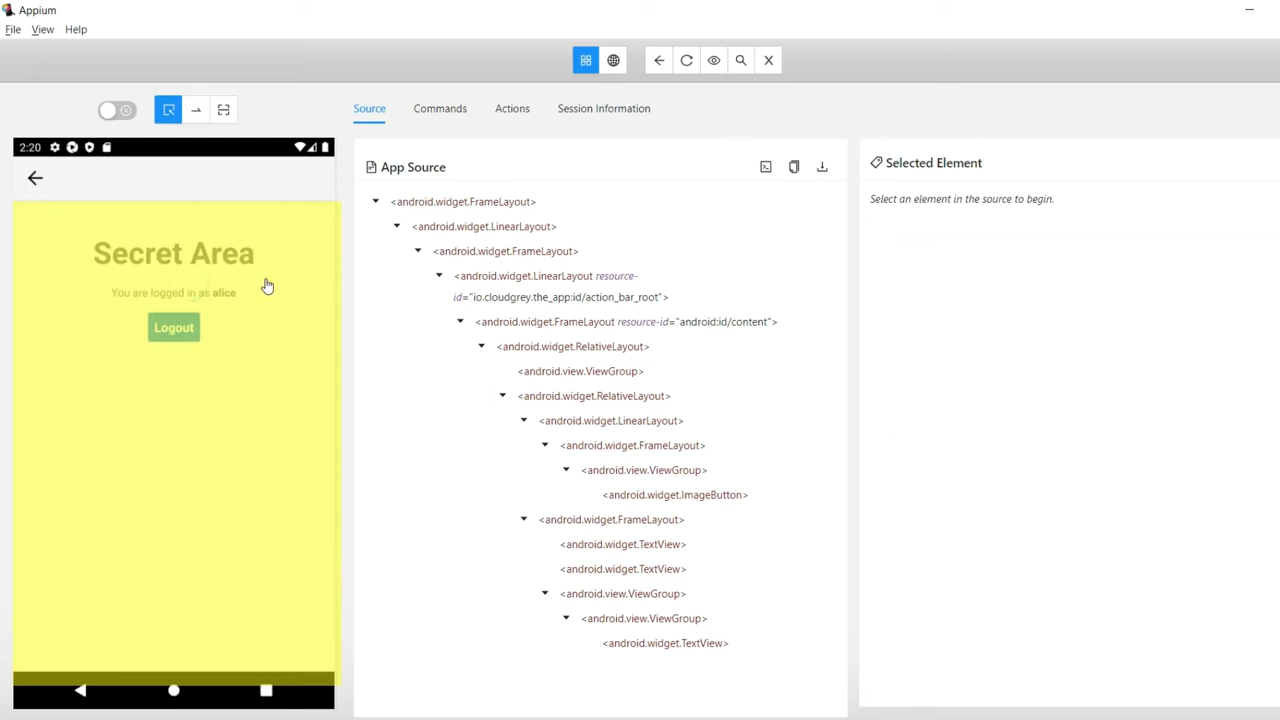 Appium
File View Help
Source Commands Actions Session Information
2:20
Secret Area
You are logged in as alice
Logout
App Source
<android.widget.FrameLayout>
<android.widget.LinearLayout>
<android.widget.FrameLayout>
<android.widget.LinearLayout resource-
id="io.cloudgrey.the_app:id/action_bar_root">
<android.widget.FrameLayout resource-id="android:id/content">
<android.widget.RelativeLayout>
<android.view.ViewGroup>
<android.widget.RelativeLayout>
<android.widget.LinearLayout>
<android.widget.FrameLayout>
<android.view.ViewGroup>
<android.widget.ImageButton>
<android.widget.FrameLayout>
<android.widget.TextView>
<android.widget.TextView>
<android.view.ViewGroup>
<android.view.ViewGroup>
<android.widget.TextView>
Selected Element
Select an element in the source to begin.